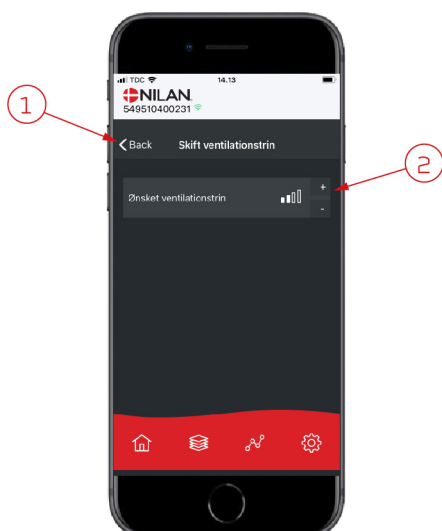 TDC 14.13
NILAN
549510400231
Back Skift ventilationstrin
Ønsket ventilationstrin + -
1
2